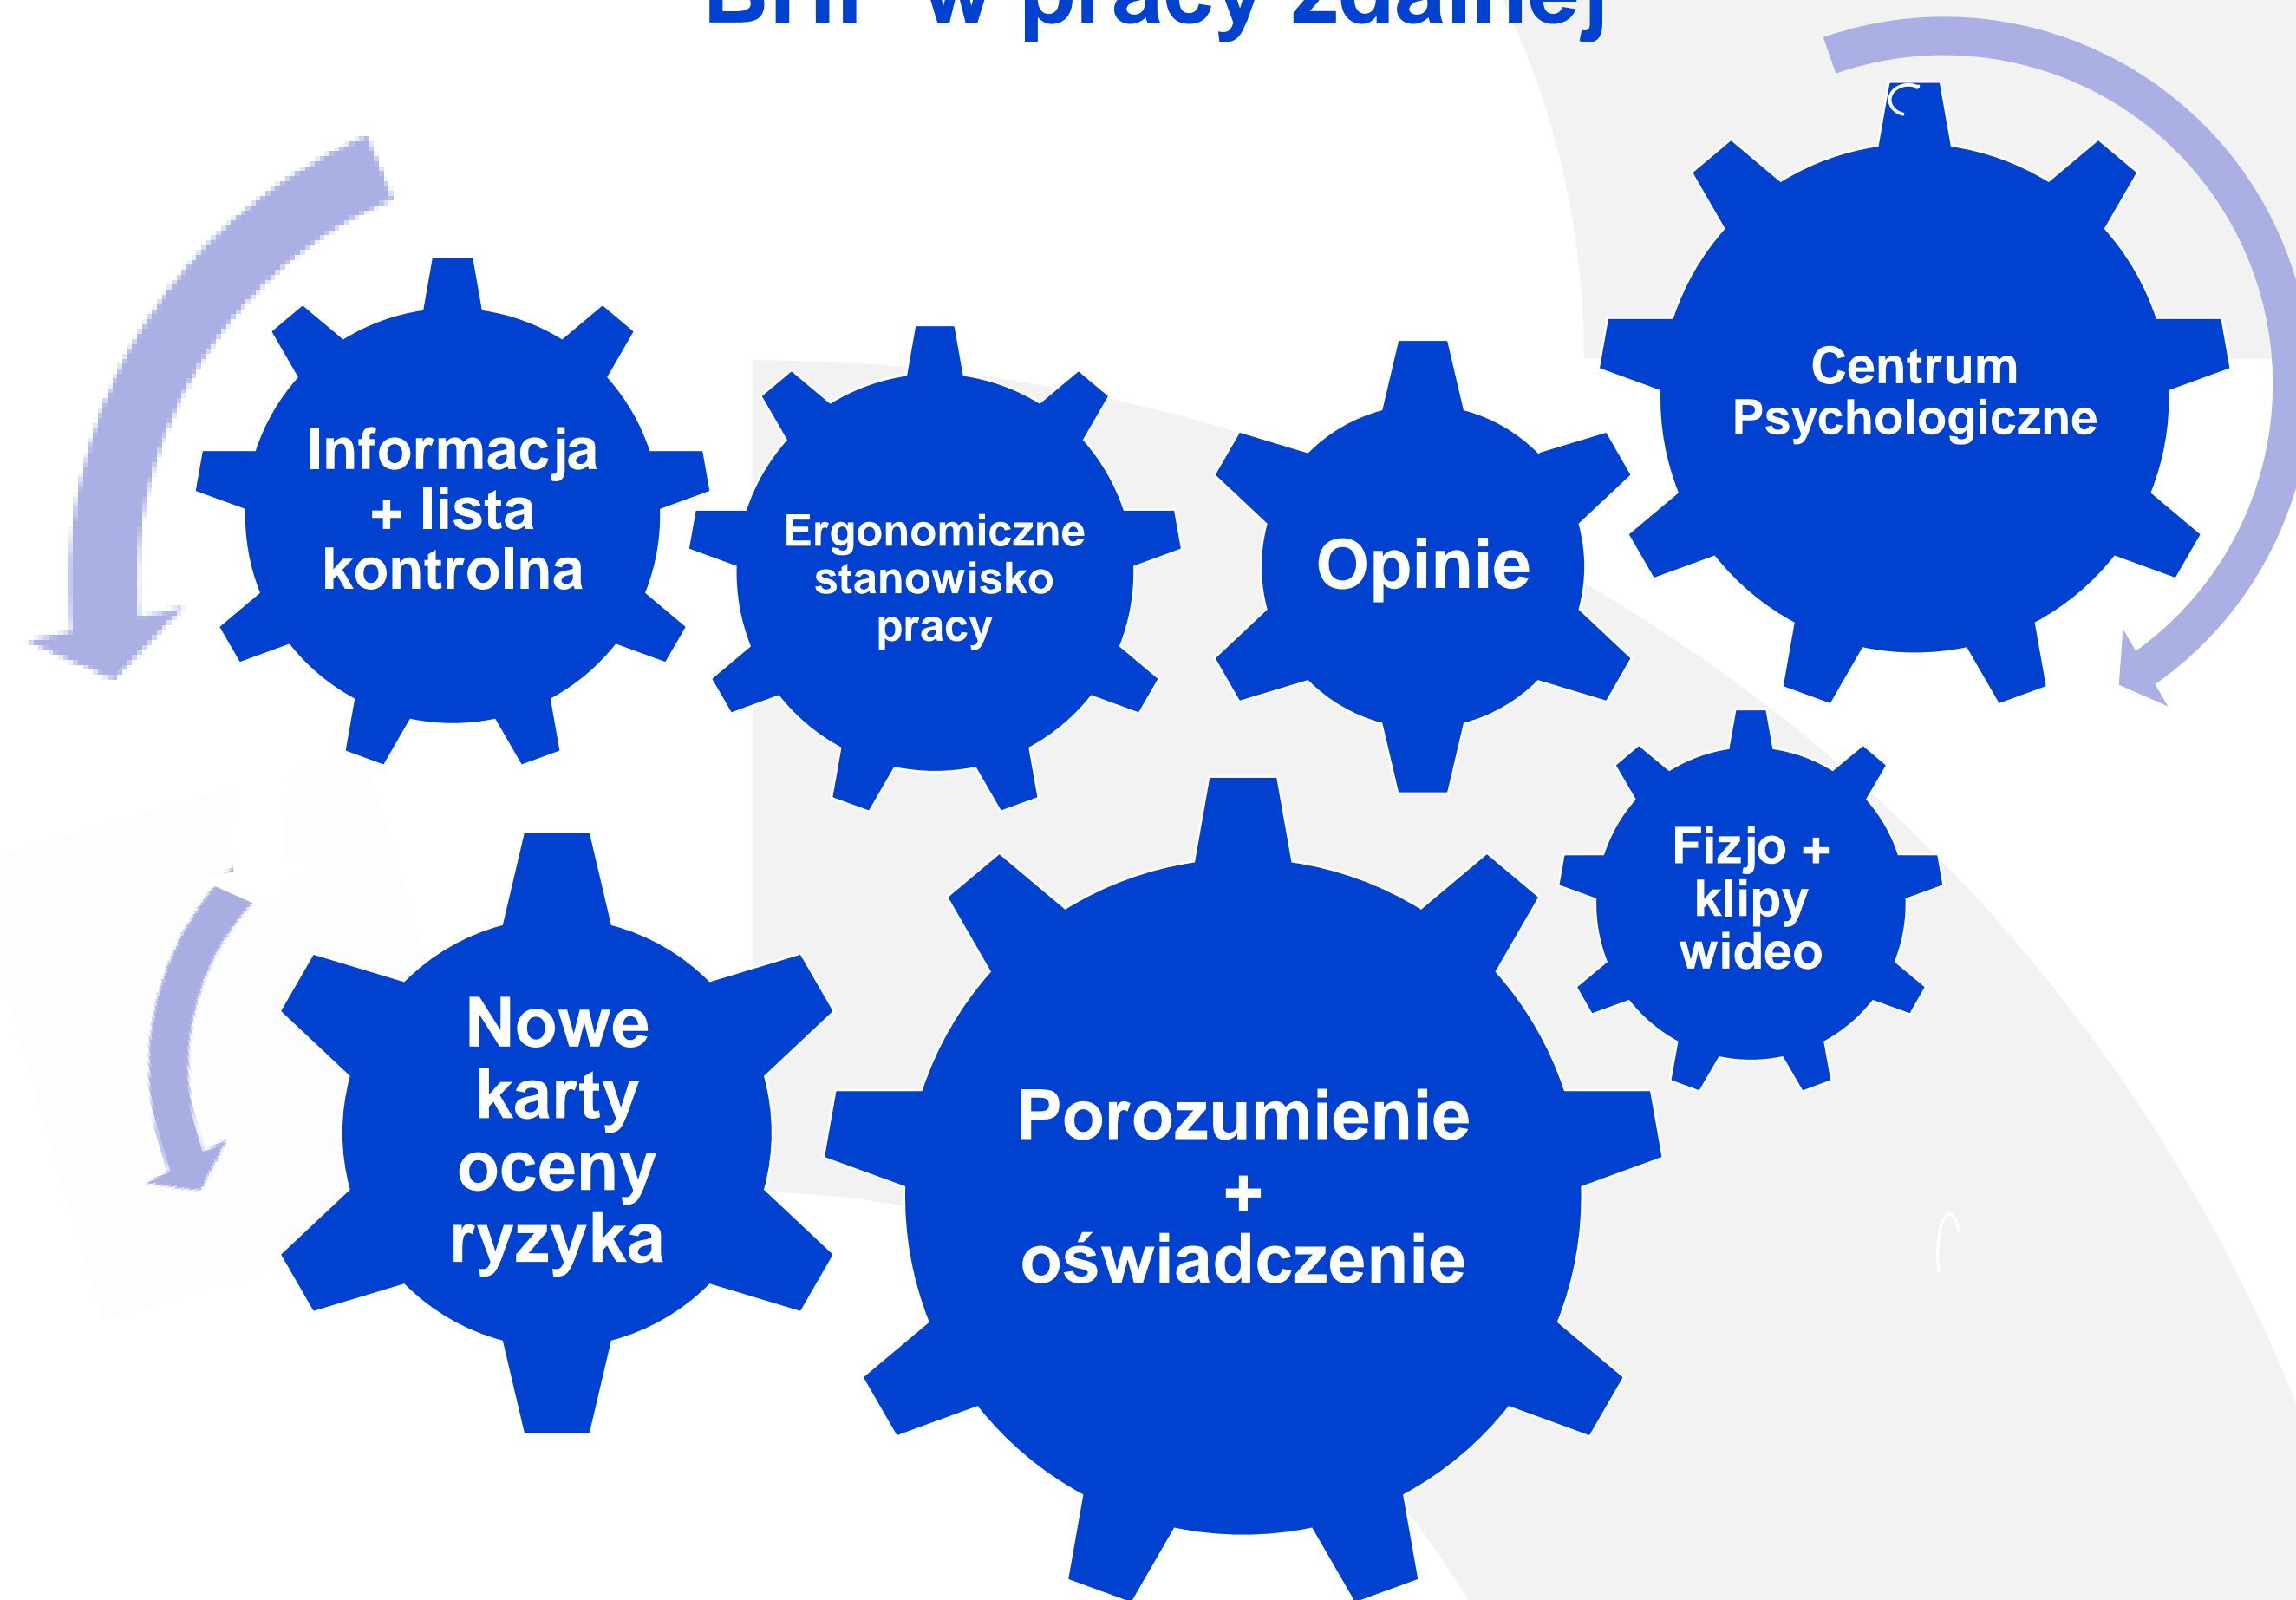 w pracy zdalnej
Informacja
+ lista
kontrolna
Ergonomiczne
stanowisko
pracy
Opinie
Centrum
Psychologiczne
Fizjo +
klipy
wideo
Nowe
karty
oceny
ryzyka
Porozumienie
+
oświadczenie